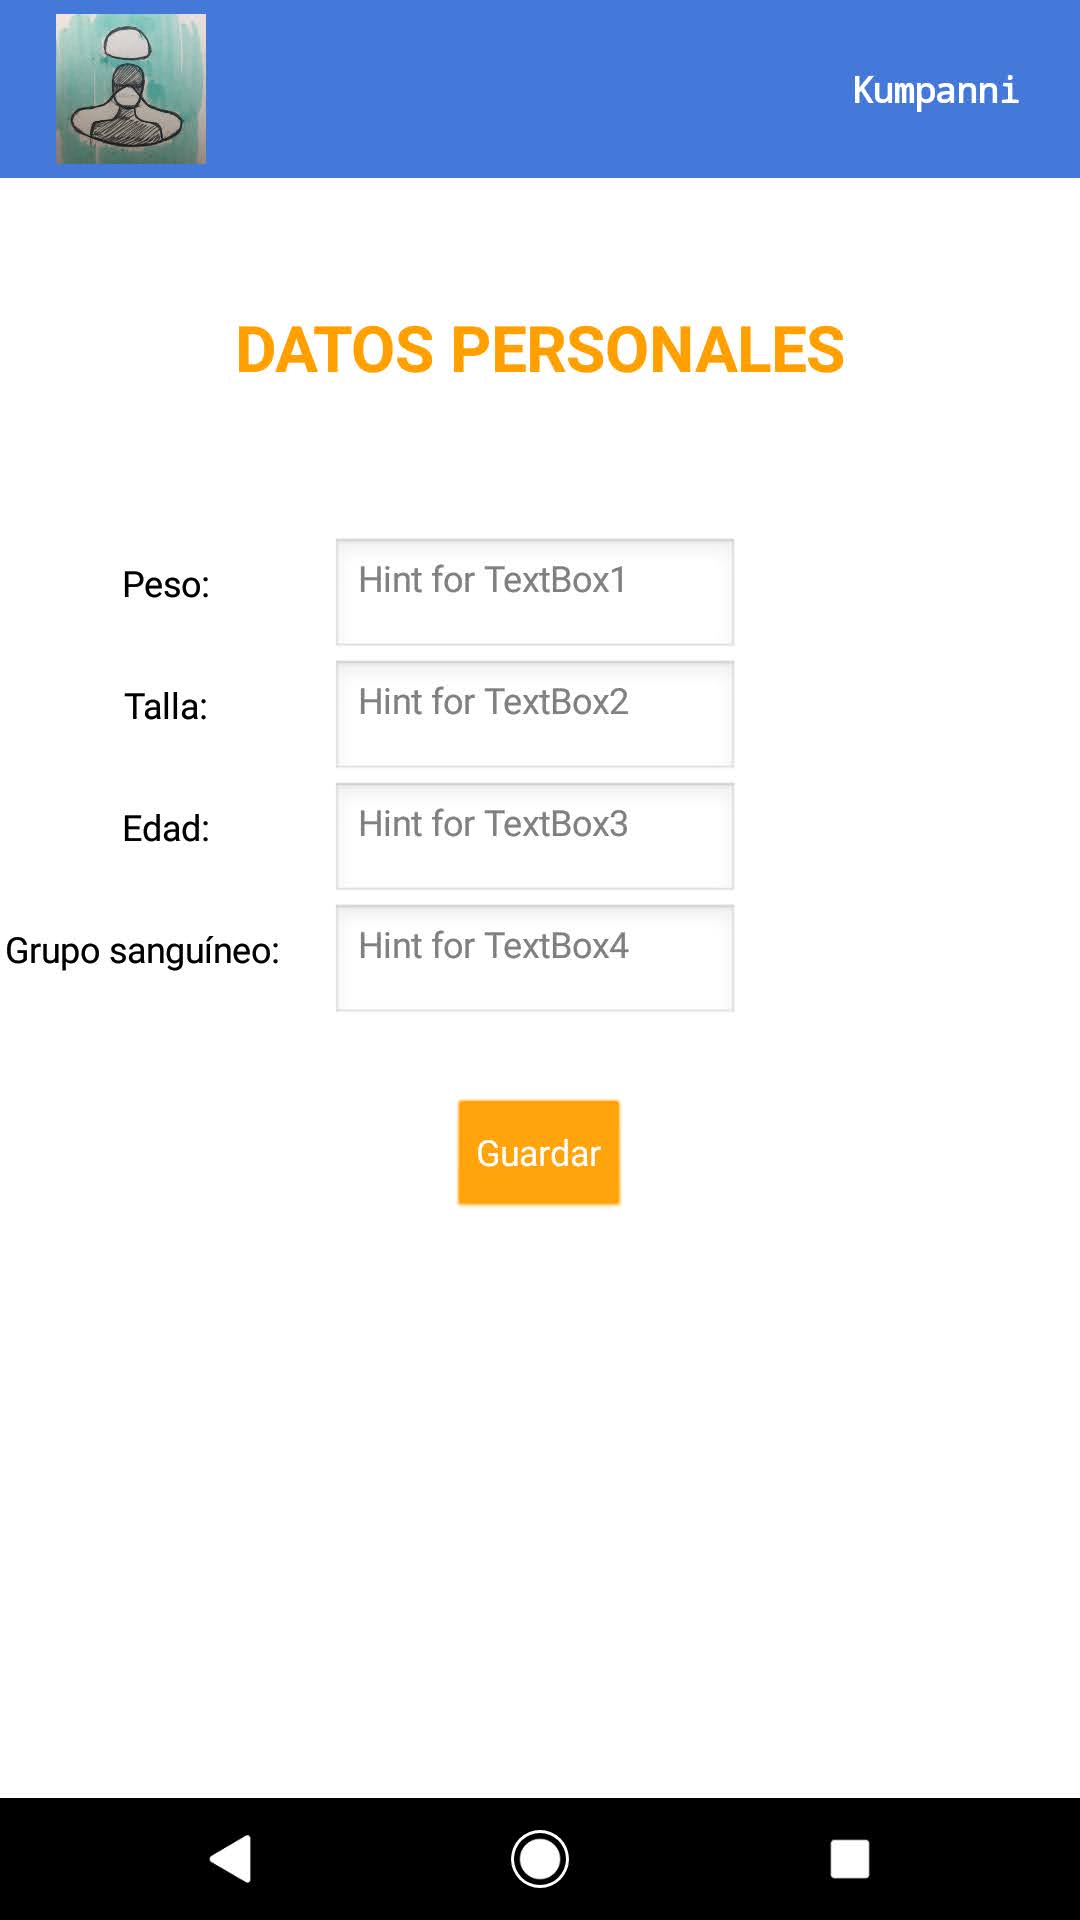 Kumpanni
DATOS PERSONALES
Peso:
Hint for TextBox1
Talla:
Hint for TextBox2
Edad:
Hint for TextBox3
Grupo sanguíneo:
Hint for TextBox4
Guardar